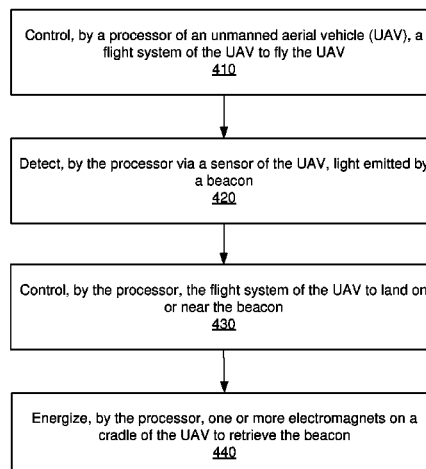 Control, by a processor of an unmanned aerial vehicle (UAV), a
flight system of the UAV to fly the UAV
410
Detect, by the processor via a sensor of the UAV, light emitted by
a beacon
420
Control, by the processor, the flight system of the UAV to land on
or near the beacon
430
Energize, by the processor, one or more electromagnets on a
cradle of the UAV to retrieve the beacon
440